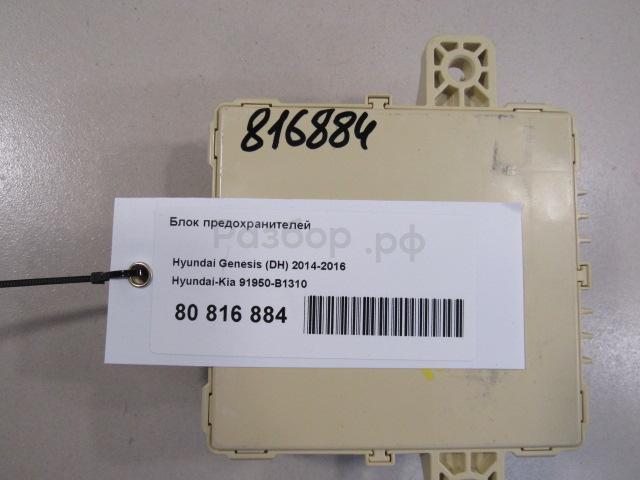 816884
Блок предохранителей
Разбор.рф
Hyundai Genesis (DH) 2014-2016
Hyundai-Kia 91950-B1310
80 816 884